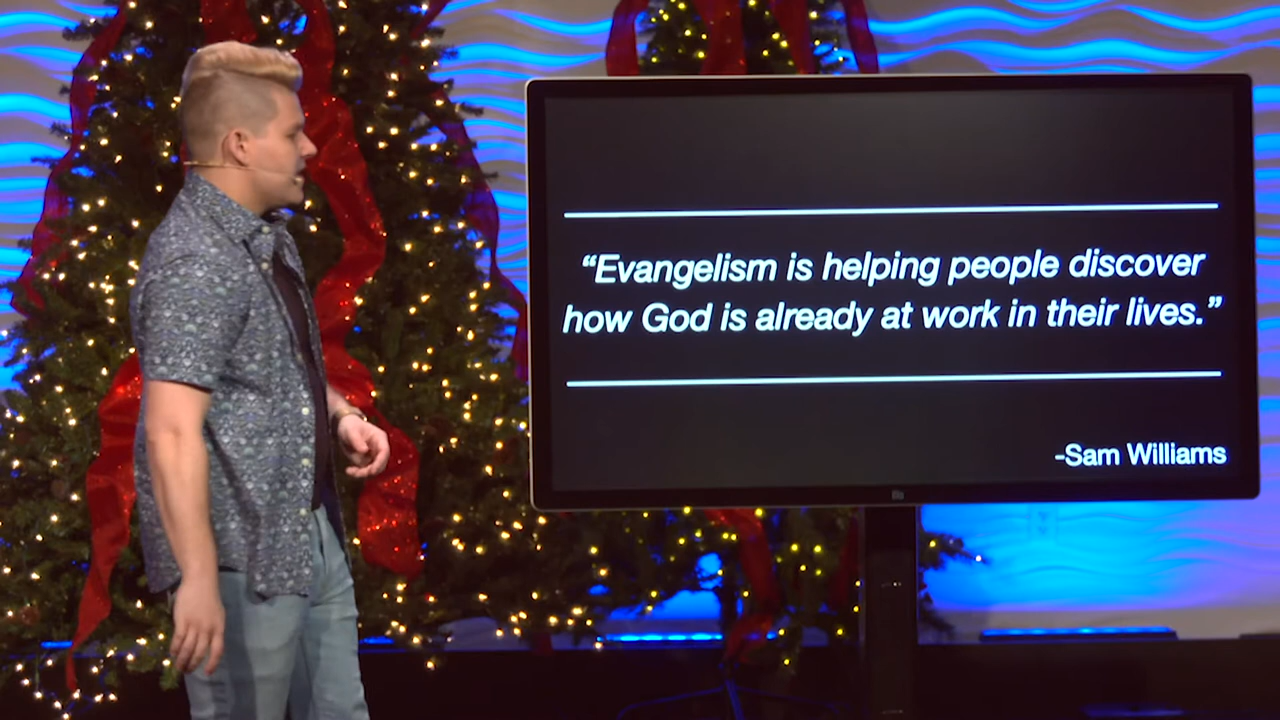 “Evangelism is helping people discover
how God is already at work in their lives.”
-Sam Williams